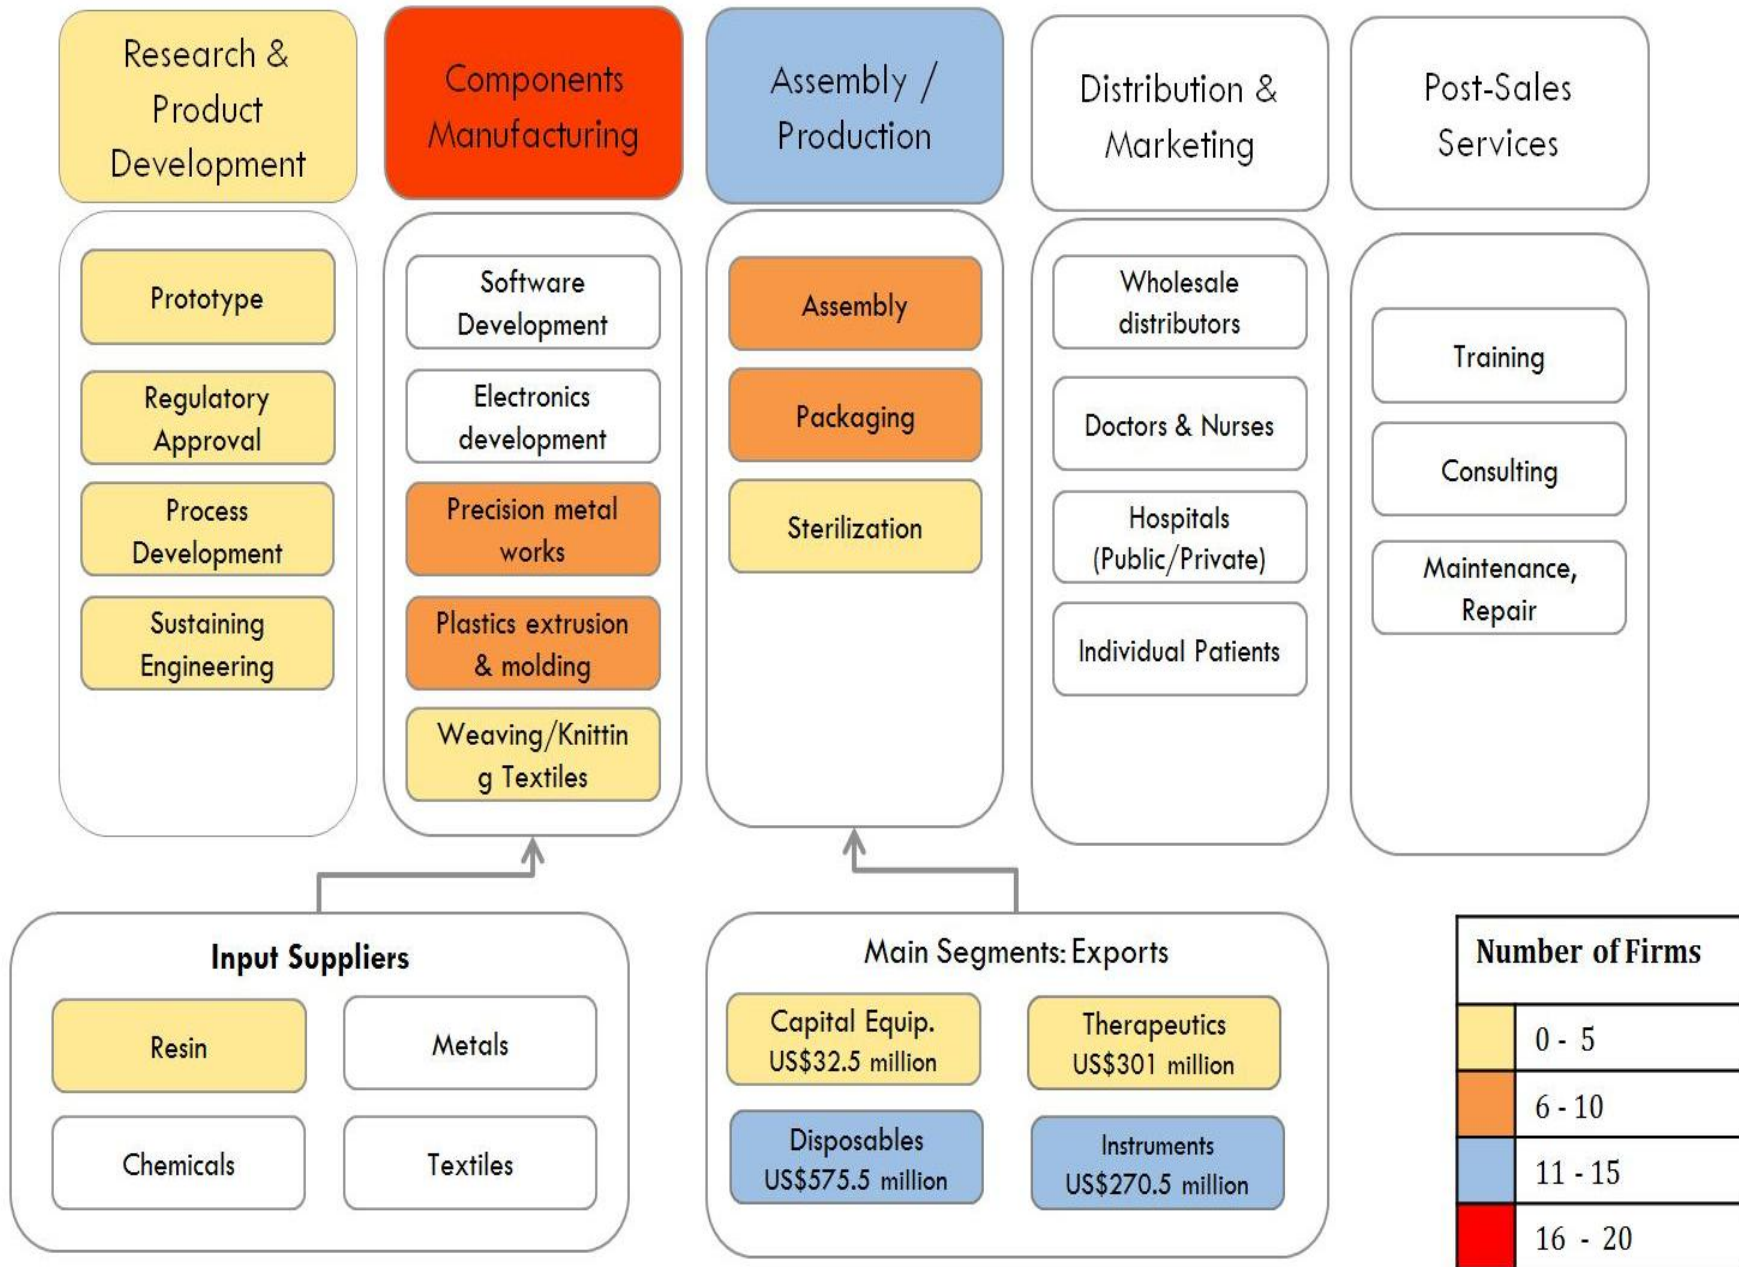 Research &
Product
Development
Components
Manufacturing
Assembly /
Production
Distribution &
Marketing
Post-Sales
Services
Prototype
Regulatory
Approval
Process
Development
Sustaining
Engineering
Software
Development
Electronics
development
Precision metal
works
Plastics extrusion
& molding
Weaving/Knittin
g Textiles
Assembly
Packaging
Sterilization
Wholesale
distributors
Doctors & Nurses
Hospitals
(Public/Private)
Individual Patients
Training
Consulting
Maintenance,
Repair
Input Suppliers
Resin
Metals
Chemicals
Textiles
Main Segments: Exports
Capital Equip.
US$32.5 million
Therapeutics
US$301 million
Disposables
US$575.5 million
Instruments
US$270.5 million
Number of Firms
0 - 5
6 - 10
11 - 15
16 - 20